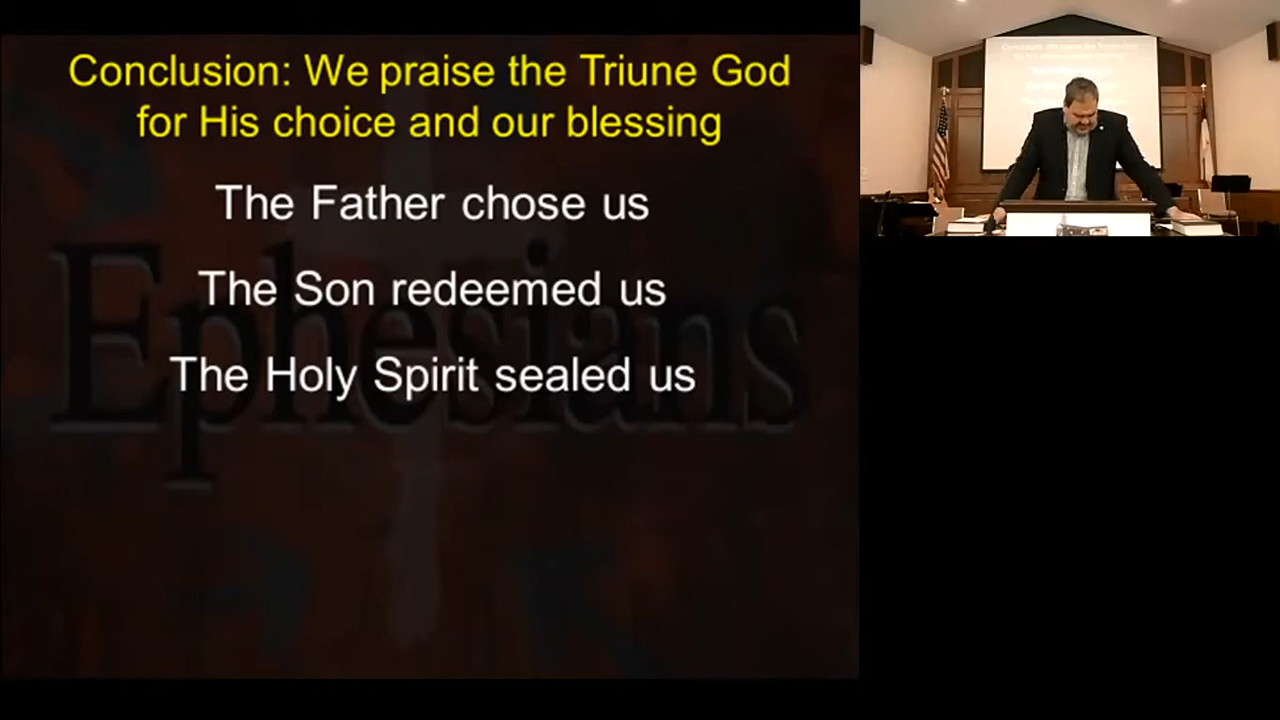 Conclusion: We praise the Triune God
for His choice and our blessing
The Father chose us
The Son redeemed us
The Holy Spirit sealed us
Ephesians